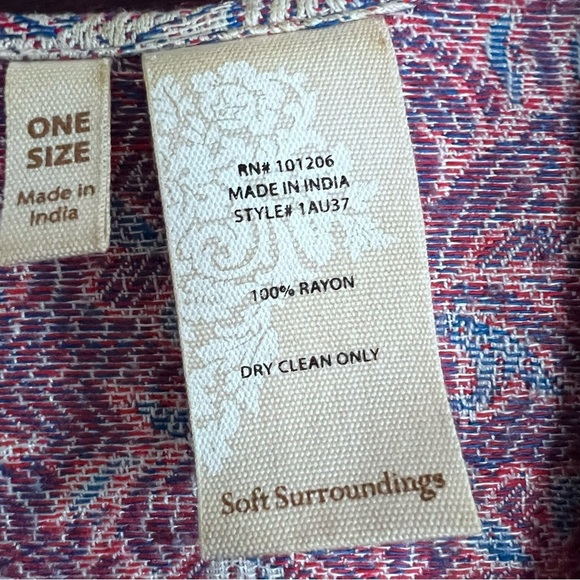 ONE
SIZE
Made in
India
RN# 101206
MADE IN INDIA
STYLE# 1AU37
100% RAYON
DRY CLEAN ONLY
Soft Surroundings